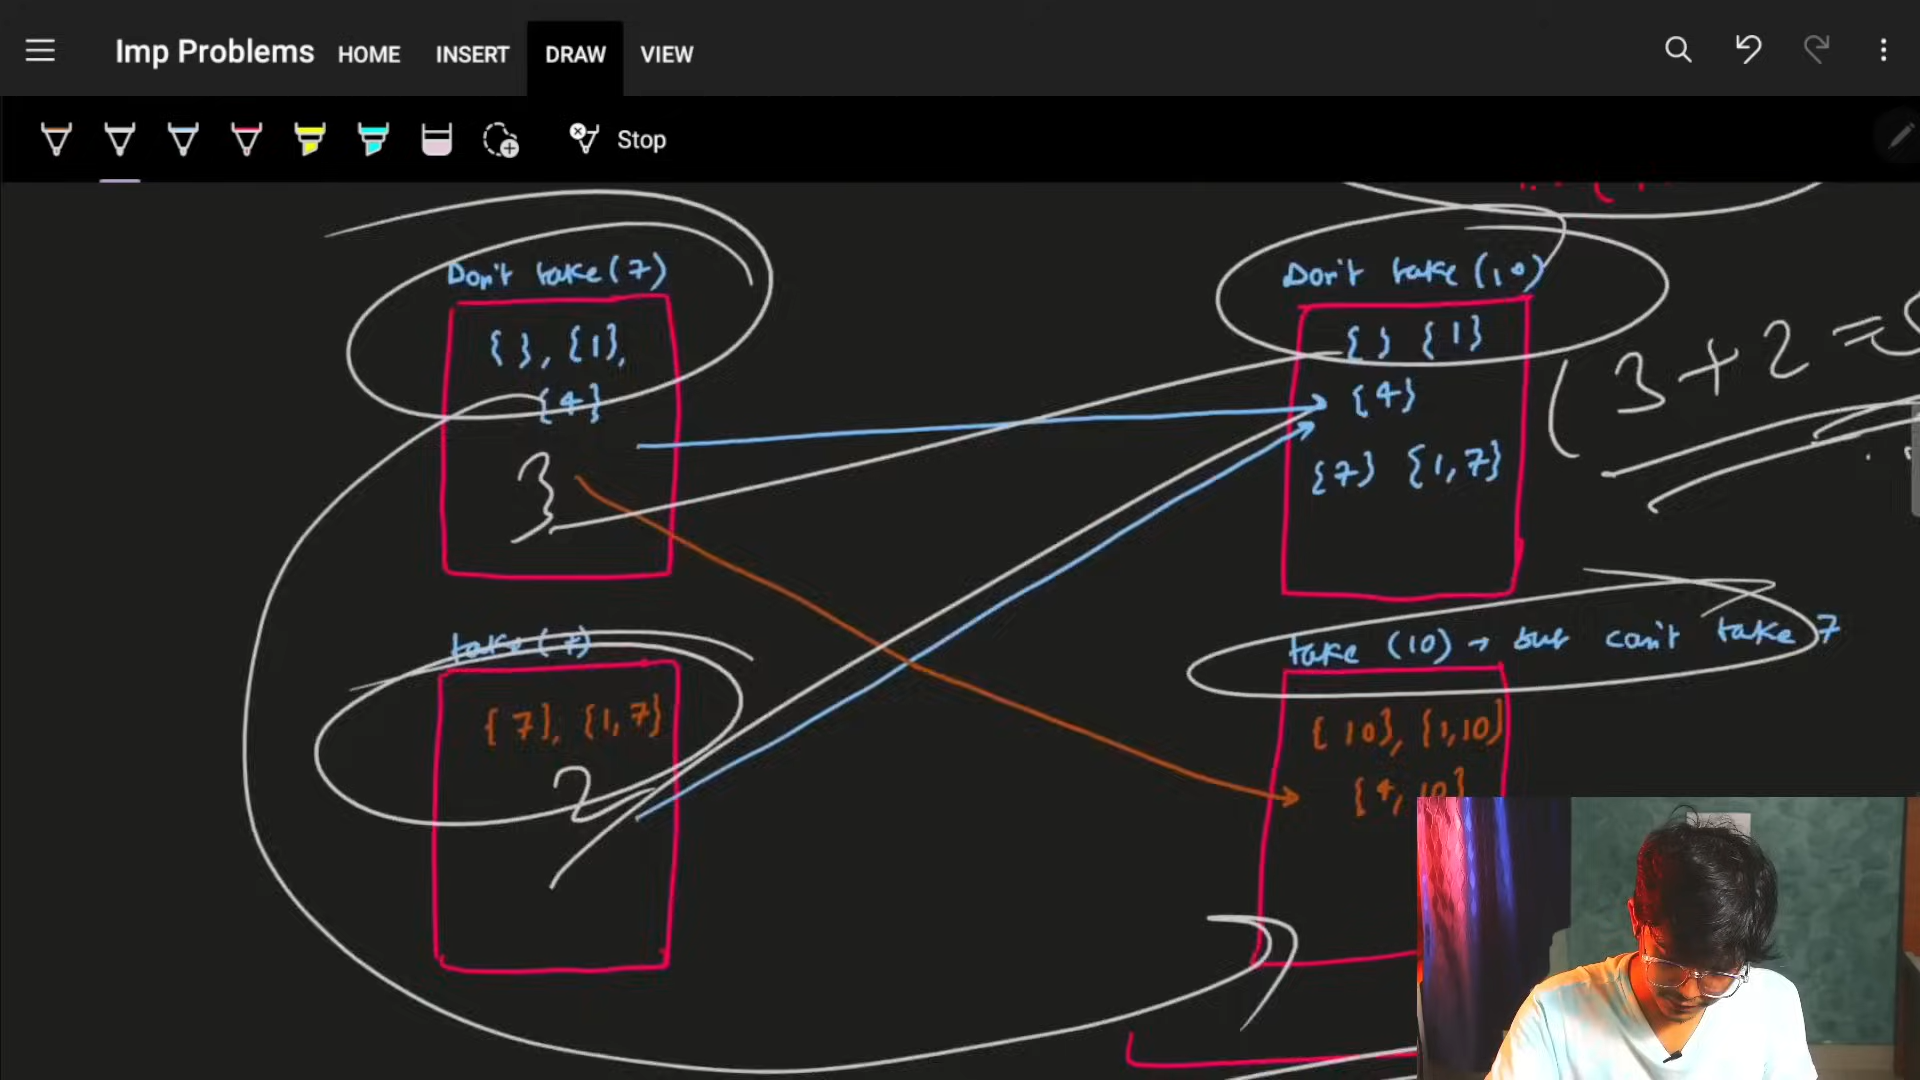 Imp Problems HOME INSERT DRAW VIEW
Stop
Don't take (7)
{ }, {1},
{4}
3
take (7)
{7}, {1,7}
2
Don't take (10)
{ } {1}
{4}
{7} {1,7}
(3+2=
take (10) → but can't take 7
{10}, {1,10}
{4,10}